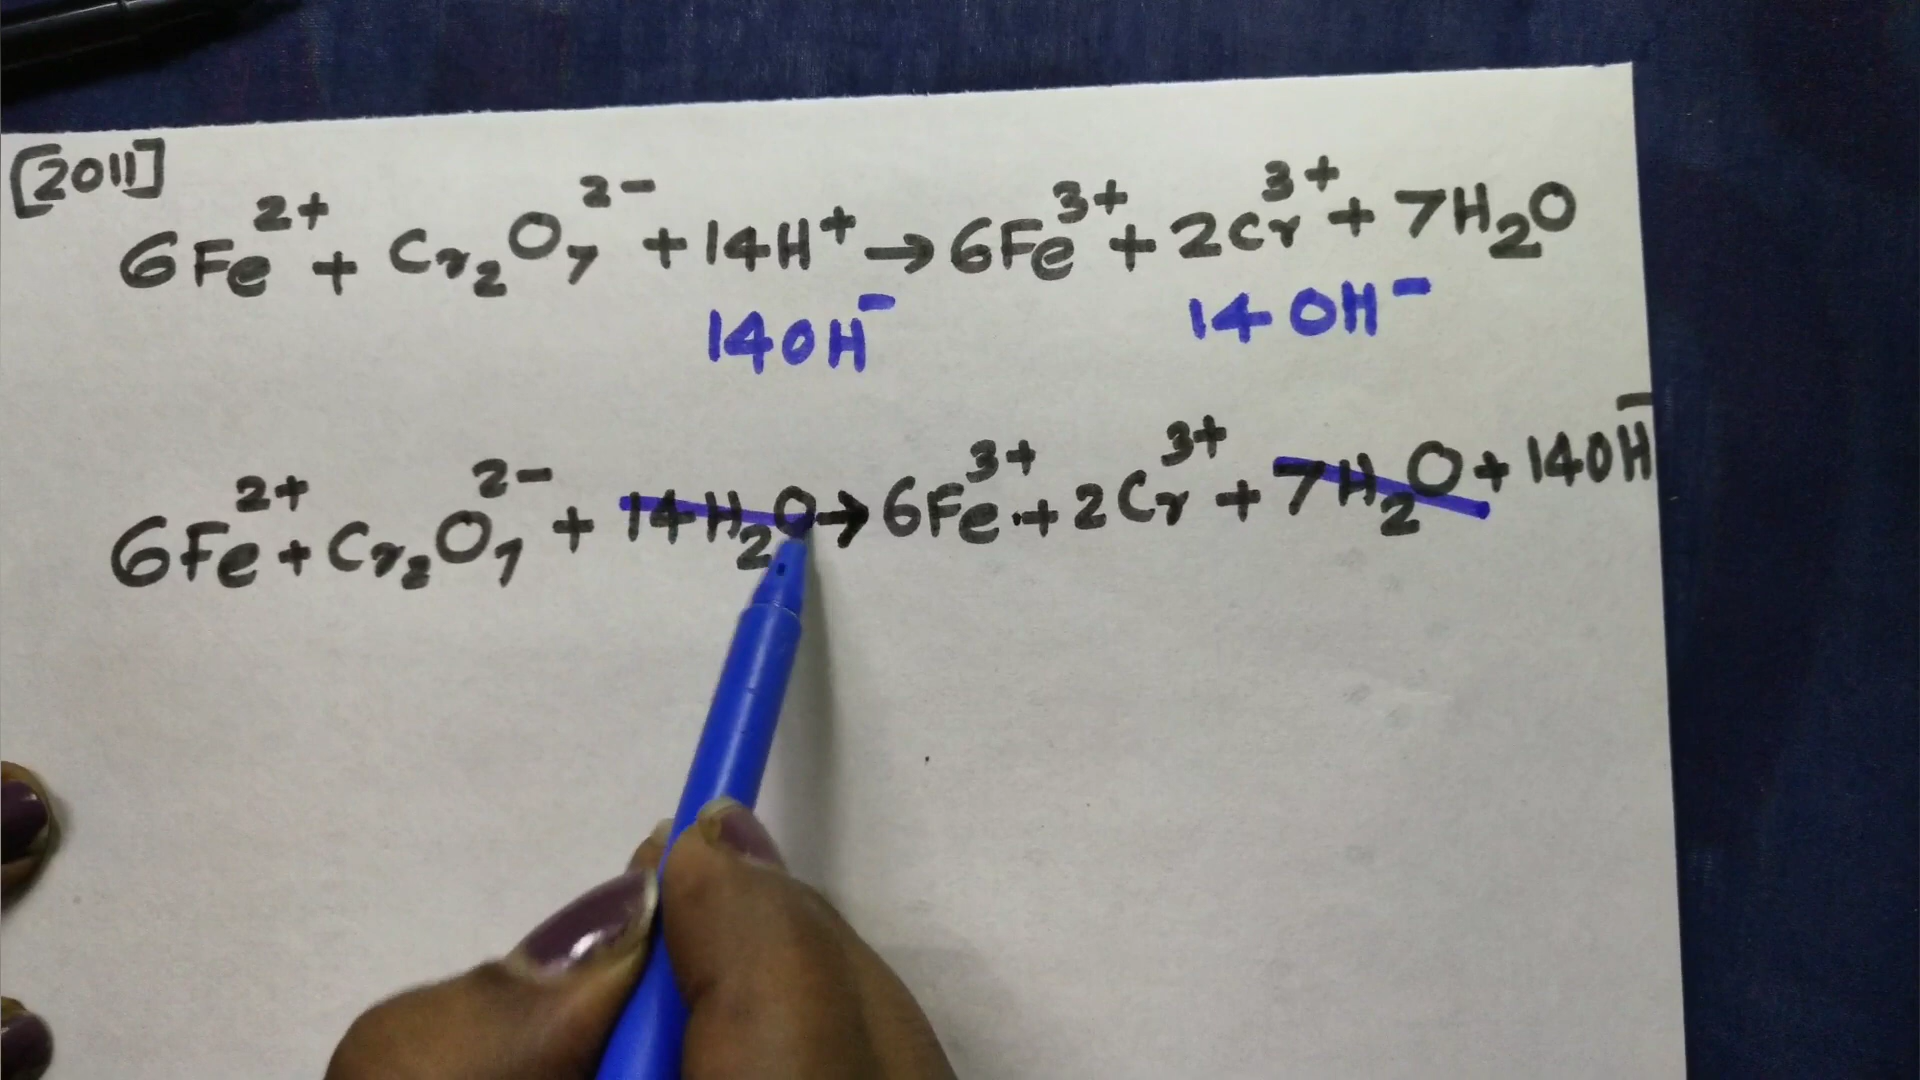 [2011]
6Fe²⁺ + Cr₂O₇²⁻ + 14H⁺ → 6Fe³⁺ + 2Cr³⁺ + 7H₂O
14OH⁻ 14OH⁻
6Fe²⁺ + Cr₂O₇²⁻ + 14H₂O → 6Fe³⁺ + 2Cr³⁺ + 7H₂O + 14OH⁻